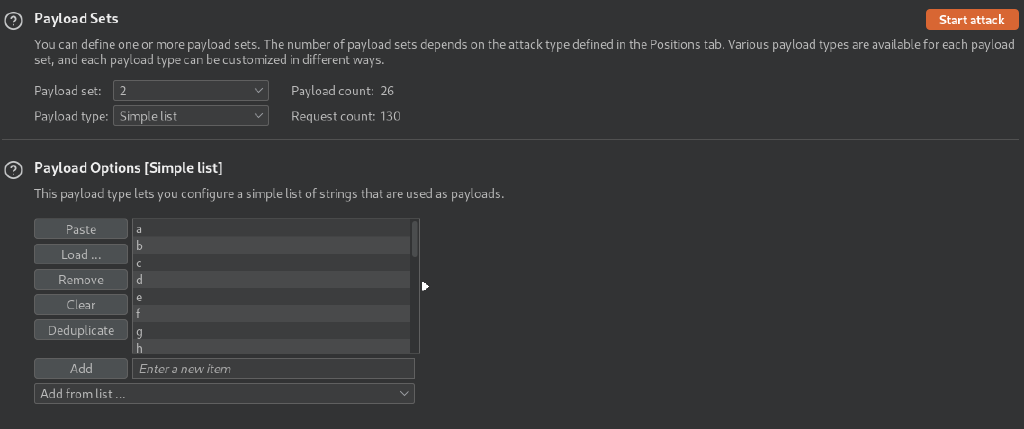 Payload Sets
Start attack
You can define one or more payload sets. The number of payload sets depends on the attack type defined in the Positions tab. Various payload types are available for each payload
set, and each payload type can be customized in different ways.
Payload set: 2 Payload count: 26
Payload type: Simple list Request count: 130
Payload Options [Simple list]
This payload type lets you configure a simple list of strings that are used as payloads.
Paste
Load ...
Remove
Clear
Deduplicate
a
b
c
d
e
f
g
h
Add
Enter a new item
Add from list ...